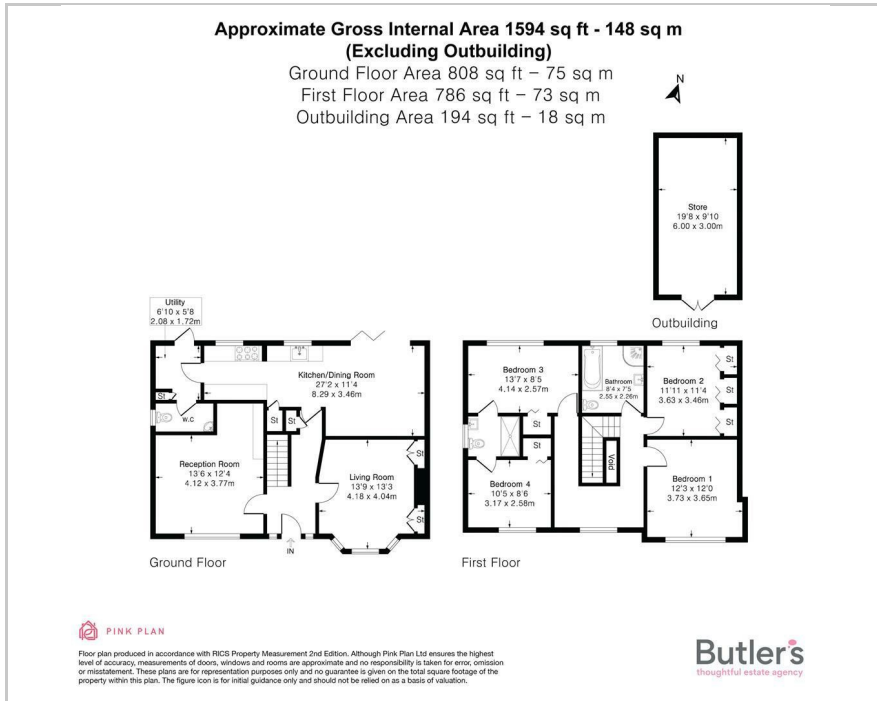 Approximate Gross Internal Area 1594 sq ft - 148 sq m
(Excluding Outbuilding)
Ground Floor Area 808 sq ft – 75 sq m
First Floor Area 786 sq ft – 73 sq m
Outbuilding Area 194 sq ft – 18 sq m
N
Store
19'8 x 9'10
6.00 x 3.00m
Outbuilding
Utility
6'10 x 5'8
2.08 x 1.72m
Kitchen/Dining Room
27'2 x 11'4
8.29 x 3.46m
St
w.c
St
St
Reception Room
13'6 x 12'4
4.12 x 3.77m
Living Room
13'9 x 13'3
4.18 x 4.04m
St
St
IN
Ground Floor
Bedroom 3
13'7 x 8'5
4.14 x 2.57m
Bathroom
8'4 x 7'5
2.55 x 2.26m
Bedroom 2
11'11 x 11'4
3.63 x 3.46m
St
St
St
St
St
Void
Bedroom 4
10'5 x 8'6
3.17 x 2.58m
Bedroom 1
12'3 x 12'0
3.73 x 3.65m
First Floor
PINK PLAN
Floor plan produced in accordance with RICS Property Measurement 2nd Edition. Although Pink Plan Ltd ensures the highest
level of accuracy, measurements of doors, windows and rooms are approximate and no responsibility is taken for error, omission
or misstatement. These plans are for representation purposes only and no guarantee is given on the total square footage of the
property within this plan. The figure icon is for initial guidance only and should not be relied on as a basis of valuation.
Butler's
thoughtful estate agency